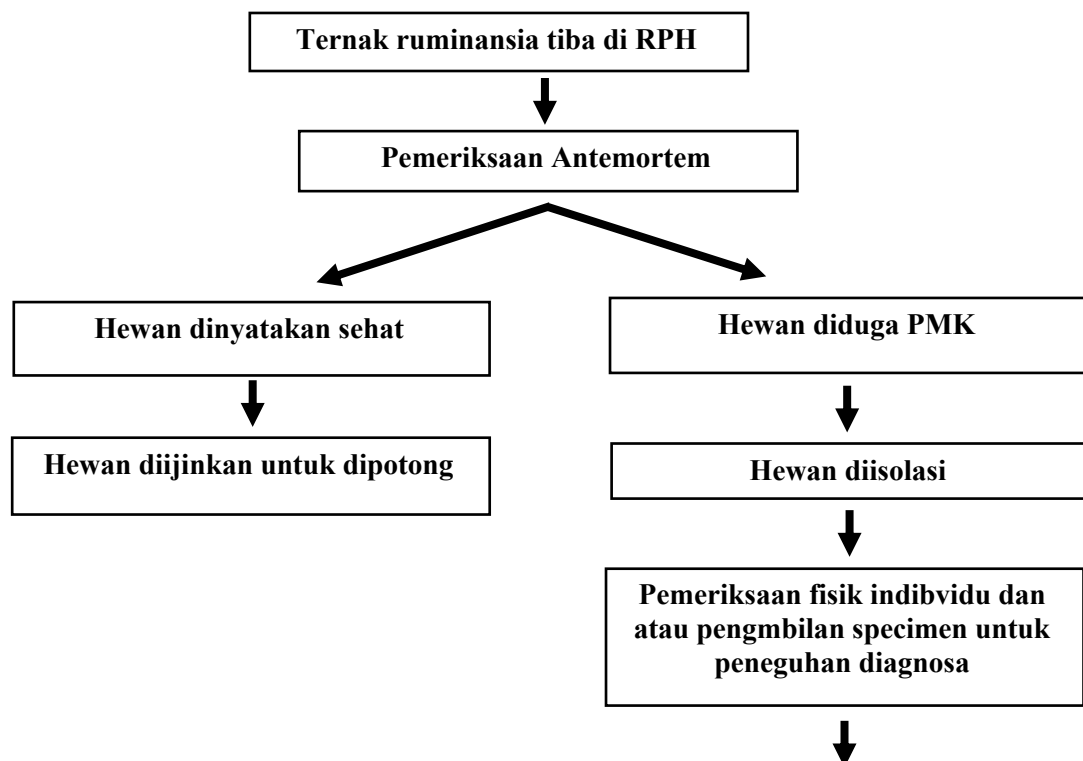 Ternak ruminansia tiba di RPH
Pemeriksaan Antemortem
Hewan dinyatakan sehat
Hewan diduga PMK
Hewan diijinkan untuk dipotong
Hewan diisolasi
Pemeriksaan fisik indibvidu dan
atau pengmbilan specimen untuk
peneguhan diagnosa